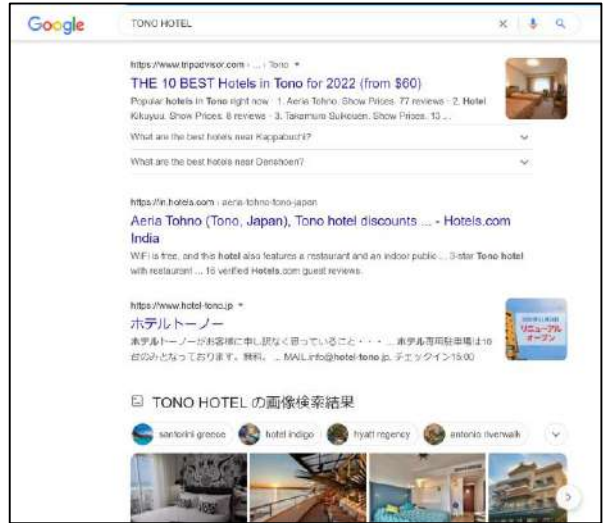 Google
TONO HOTEL
https://www.tripadvisor.com › ... › Tono
THE 10 BEST Hotels in Tono for 2022 (from $60)
Popular hotels in Tono right now · 1. Aeria Tohno. Show Prices. 77 reviews · 2. Hotel
Kikuyuu. Show Prices. 8 reviews · 3. Takamuro Suikouen. Show Prices. 13 ...
What are the best hotels near Kappabuchi?
What are the best hotels near Denshoen?
https://in.hotels.com › aeria-tohno-tono-japan
Aeria Tohno (Tono, Japan), Tono hotel discounts ... - Hotels.com
India
WiFi is free, and this hotel also features a restaurant and an indoor public ... 3-star Tono hotel
with restaurant ... 16 verified Hotels.com guest reviews.
https://www.hotel-tono.jp
ホテルトーノー
ホテルトーノーがお客様に申し訳なく思っていること・・・ ... ホテル専用駐車場は10
台のみとなっております。無料。 ... MAIL.info@hotel-tono.jp. チェックイン15:00
リニューアル
オープン
TONO HOTEL の画像検索結果
santorini greece
hotel indigo
hyatt regency
antonio riverwalk